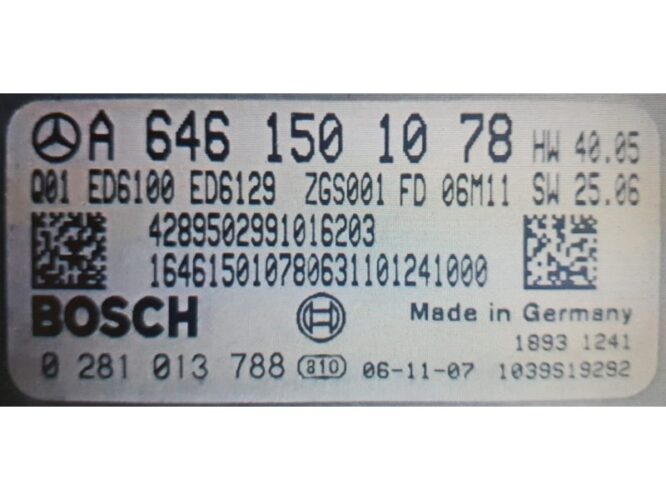 A 646 150 10 78 HW 40.05
Q01 ED6100 ED6129 ZGS001 FD 06M11 SW 25.06
4289502991016203
164615010780631101241000
BOSCH Made in Germany
1893 1241
0 281 013 788 810 06-11-07 1039S19292